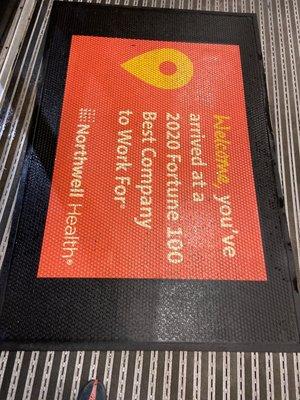 Welcome, you've
arrived at a
2020 Fortune 100
Best Company
to Work For®
Northwell Health®